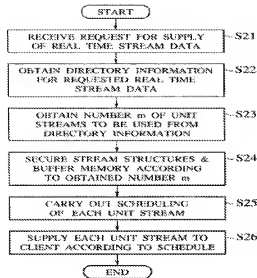 START
RECEIVE REQUEST FOR SUPPLY
OF REAL TIME STREAM DATA
S21
OBTAIN DIRECTORY INFORMATION
FOR REQUESTED REAL TIME
STREAM DATA
S22
OBTAIN NUMBER m OF UNIT
STREAMS TO BE USED FROM
DIRECTORY INFORMATION
S23
SECURE STREAM STRUCTURES &
BUFFER MEMORY ACCORDING
TO OBTAINED NUMBER m
S24
CARRY OUT SCHEDULING
OF EACH UNIT STREAM
S25
SUPPLY EACH UNIT STREAM TO
CLIENT ACCORDING TO SCHEDULE
S26
END